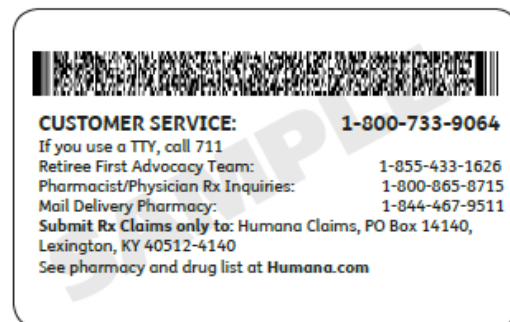 CUSTOMER SERVICE: 1-800-733-9064
If you use a TTY, call 711
Retiree First Advocacy Team: 1-855-433-1626
Pharmacist/Physician Rx Inquiries: 1-800-865-8715
Mail Delivery Pharmacy: 1-844-467-9511
Submit Rx Claims only to: Humana Claims, PO Box 14140,
Lexington, KY 40512-4140
See pharmacy and drug list at Humana.com
SAMPLE